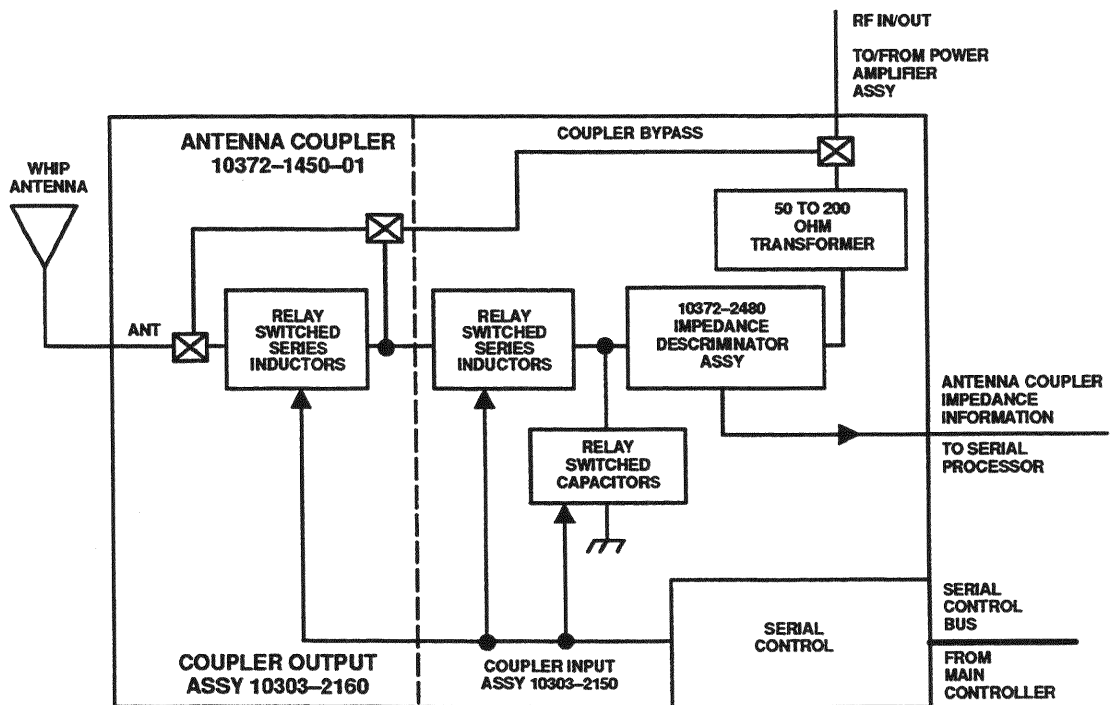 RF IN/OUT
TO/FROM POWER
AMPLIFIER
ASSY
ANTENNA COUPLER
10372–1450–01
COUPLER BYPASS
WHIP
ANTENNA
50 TO 200
OHM
TRANSFORMER
ANT
RELAY
SWITCHED
SERIES
INDUCTORS
RELAY
SWITCHED
SERIES
INDUCTORS
10372–2480
IMPEDANCE
DESCRIMINATOR
ASSY
ANTENNA COUPLER
IMPEDANCE
INFORMATION
TO SERIAL
PROCESSOR
RELAY
SWITCHED
CAPACITORS
SERIAL
CONTROL
BUS
SERIAL
CONTROL
FROM
MAIN
CONTROLLER
COUPLER OUTPUT
ASSY 10303–2160
COUPLER INPUT
ASSY 10303–2150